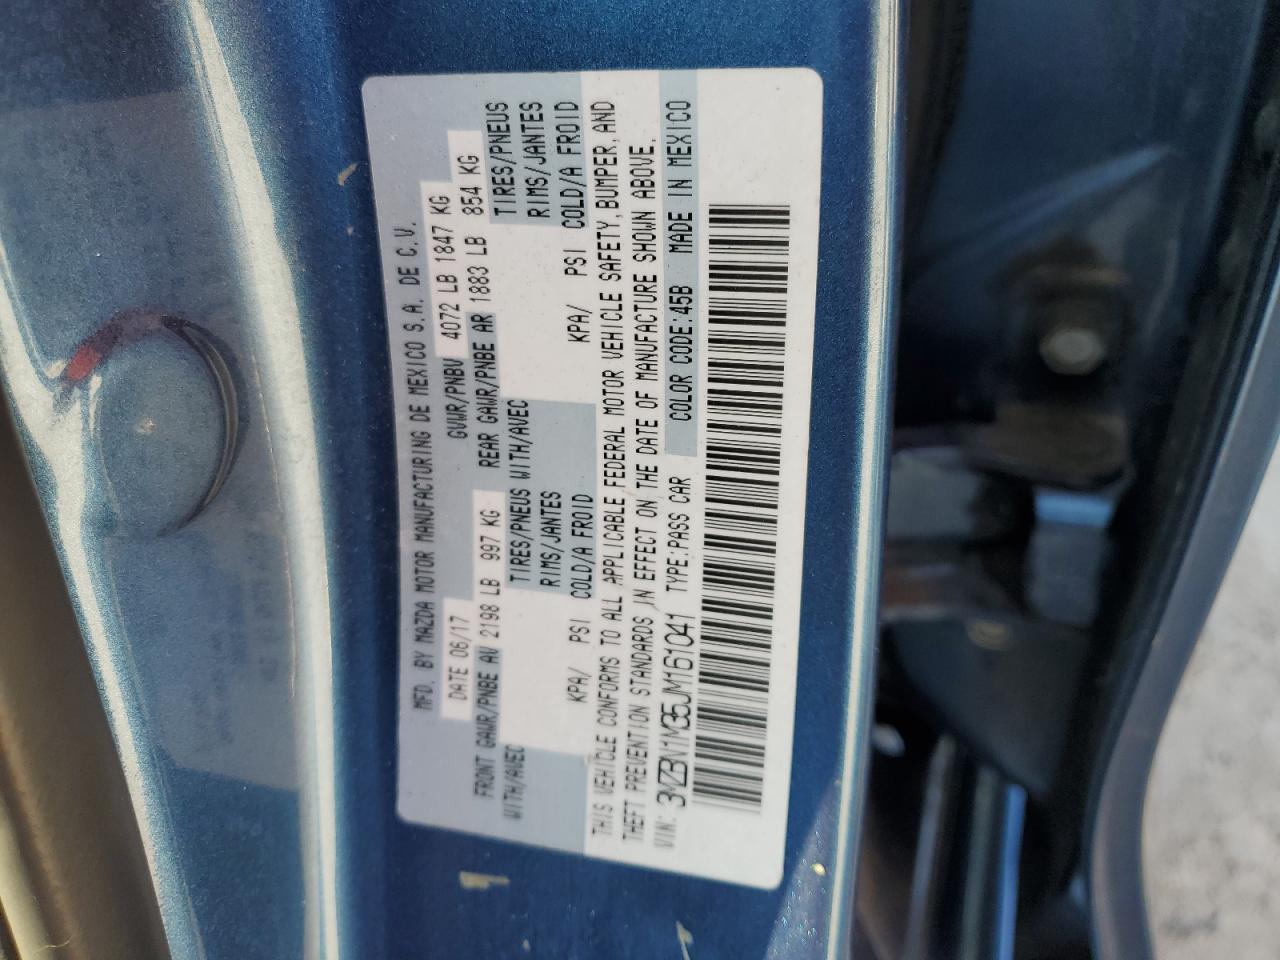 MFD. BY MAZDA MOTOR MANUFACTURING DE MEXICO S.A. DE C.V.
DATE 06/17 GVWR/PNBV 4072 LB 1847 KG
FRONT GAWR/PNBE AV 2198 LB 997 KG REAR GAWR/PNBE AR 1883 LB 854 KG
WITH/AVEC TIRES/PNEUS WITH/AVEC TIRES/PNEUS
RIMS/JANTES RIMS/JANTES
KPA/ PSI COLD/A FROID KPA/ PSI COLD/A FROID
THIS VEHICLE CONFORMS TO ALL APPLICABLE FEDERAL MOTOR VEHICLE SAFETY, BUMPER, AND
THEFT PREVENTION STANDARDS IN EFFECT ON THE DATE OF MANUFACTURE SHOWN ABOVE.
VIN: 3MZBN1M35JM161041 TYPE:PASS CAR COLOR CODE:45B MADE IN MEXICO